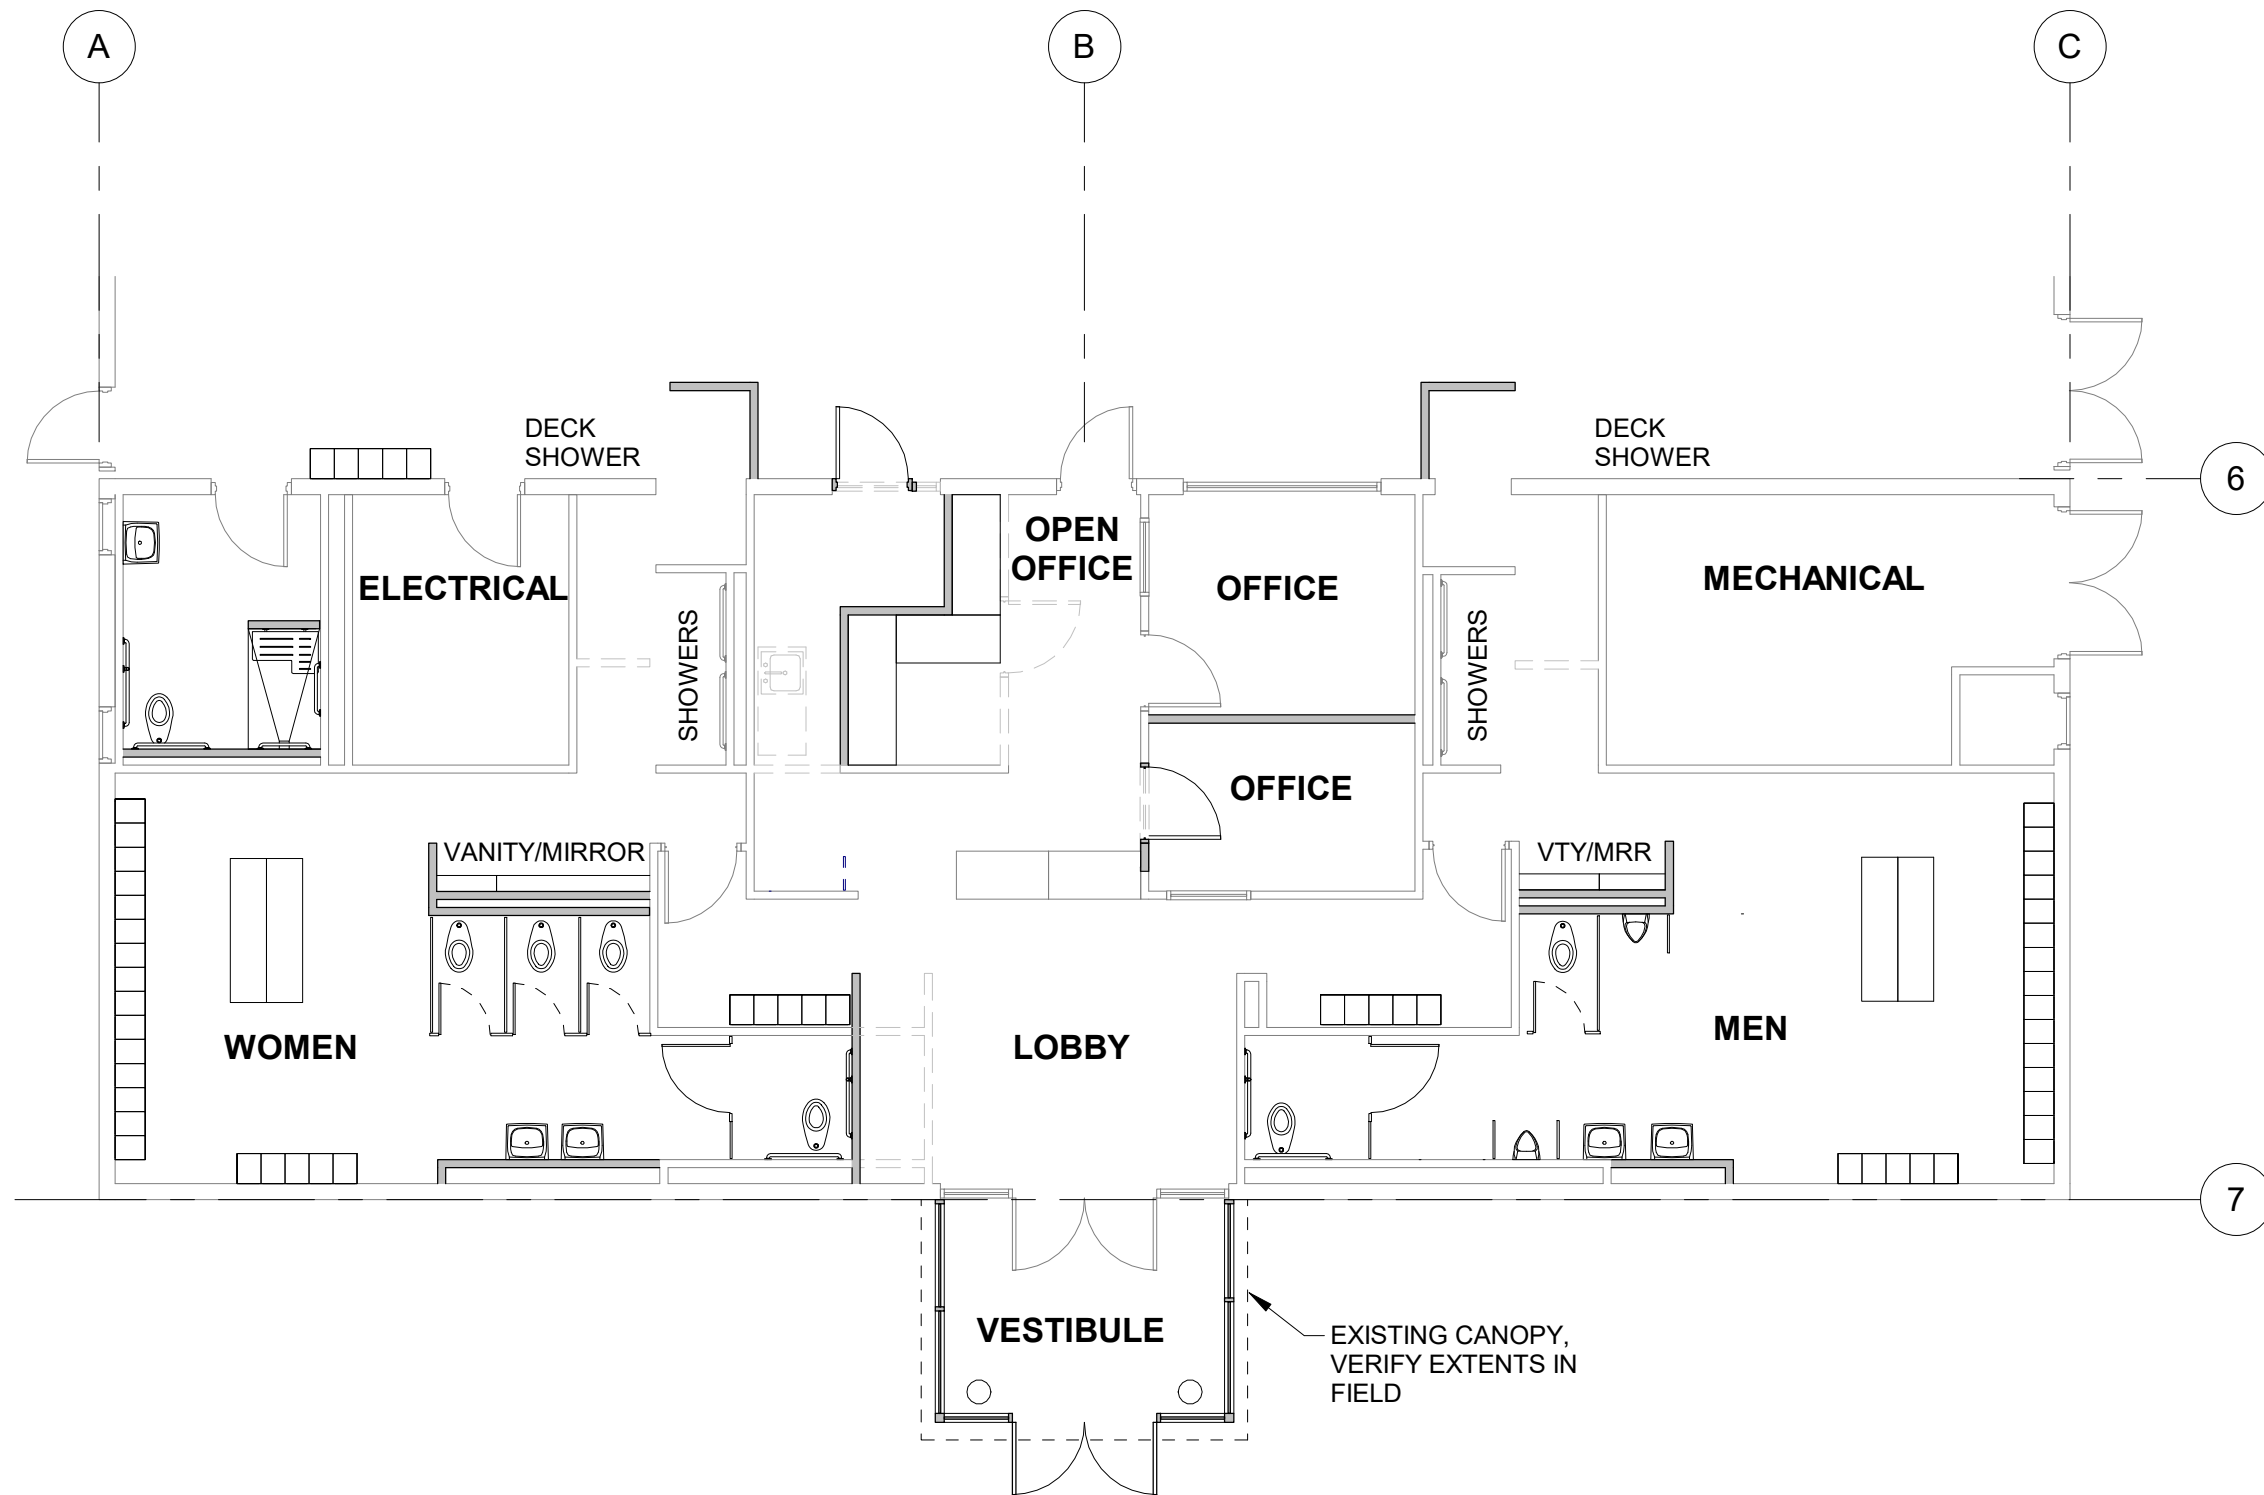 A
B
C
DECK
SHOWER
DECK
SHOWER
6
OPEN
OFFICE
ELECTRICAL
OFFICE
MECHANICAL
SHOWERS
SHOWERS
OFFICE
VANITY/MIRROR
VTY/MRR
WOMEN
LOBBY
MEN
7
VESTIBULE
EXISTING CANOPY,
VERIFY EXTENTS IN
FIELD